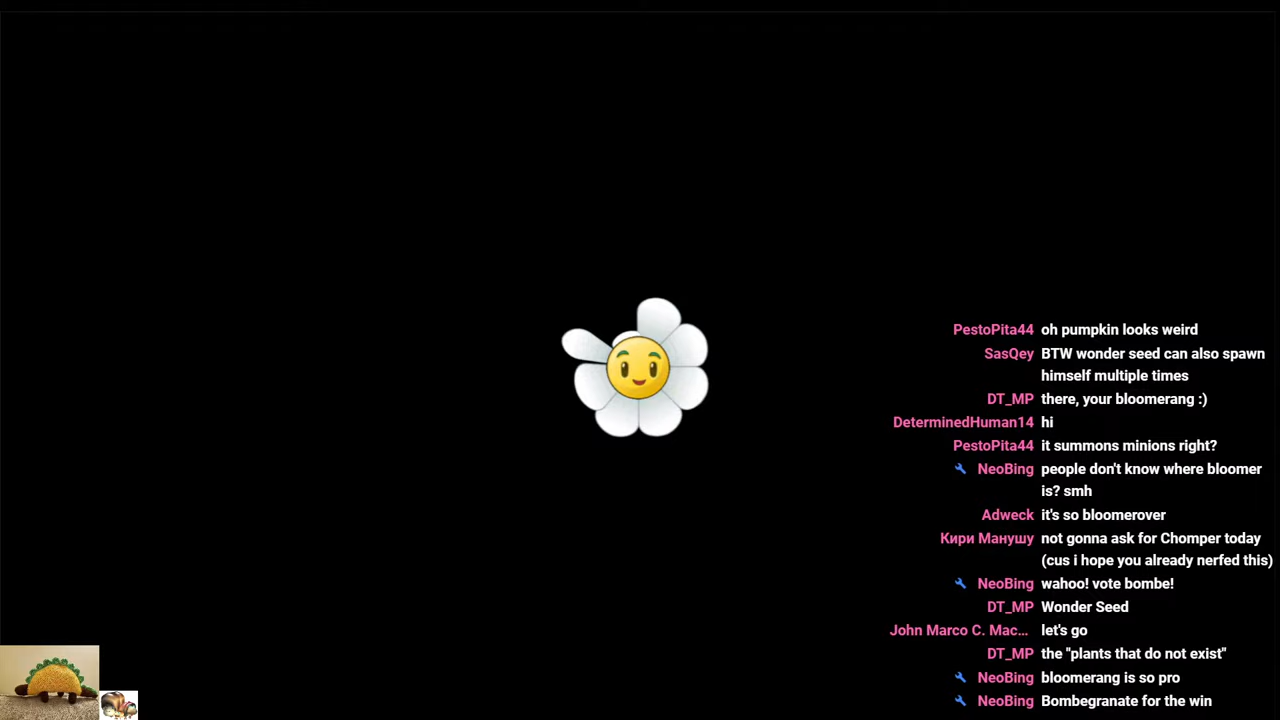 PestoPita44 oh pumpkin looks weird
SasQey BTW wonder seed can also spawn
himself multiple times
DT_MP there, your bloomerang :)
DeterminedHuman14 hi
PestoPita44 it summons minions right?
NeoBing people don't know where bloomer
is? smh
Adweck it's so bloomerover
Кири Манушу not gonna ask for Chomper today
(cus i hope you already nerfed this)
NeoBing wahoo! vote bombe!
DT_MP Wonder Seed
John Marco C. Mac... let's go
DT_MP the "plants that do not exist"
NeoBing bloomerang is so pro
NeoBing Bombegranate for the win